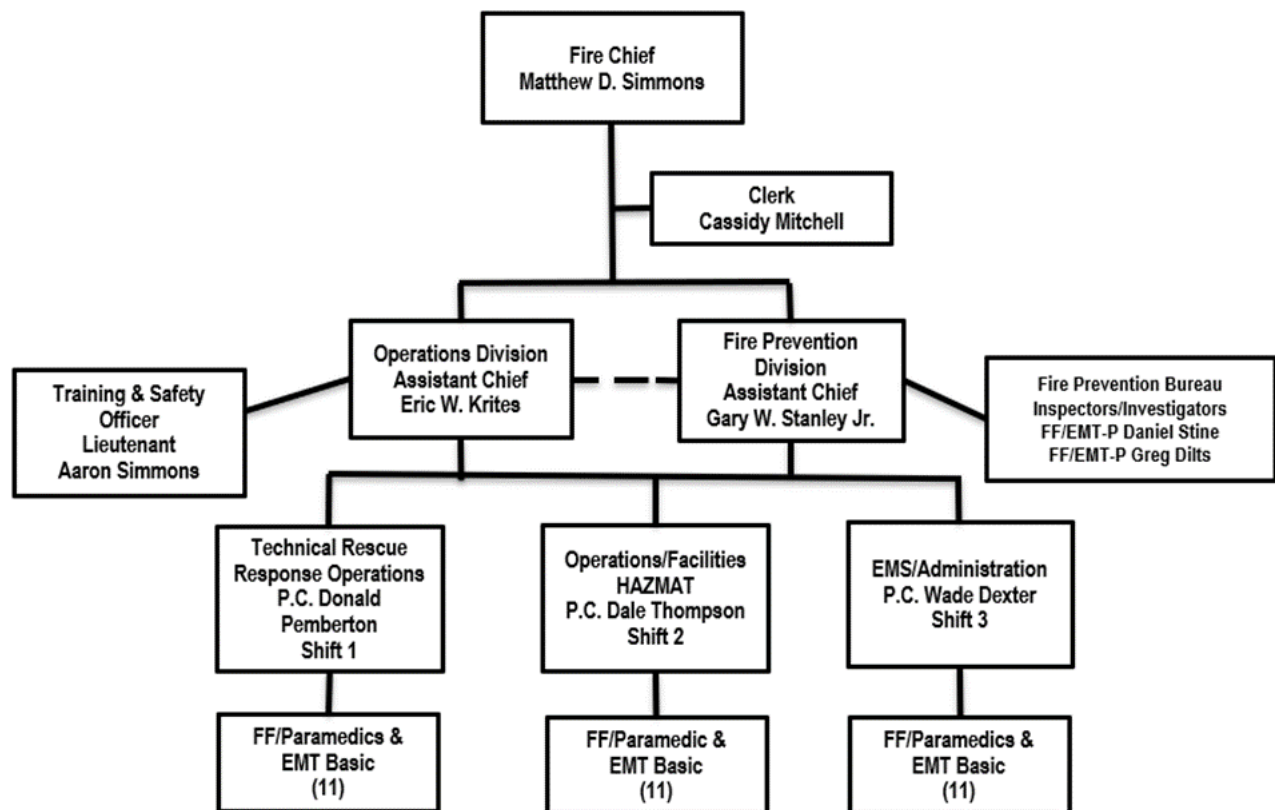 Fire Chief
Matthew D. Simmons
Clerk
Cassidy Mitchell
Operations Division
Assistant Chief
Eric W. Krites
Fire Prevention
Division
Assistant Chief
Gary W. Stanley Jr.
Training & Safety
Officer
Lieutenant
Aaron Simmons
Fire Prevention Bureau
Inspectors/Investigators
FF/EMT-P Daniel Stine
FF/EMT-P Greg Dilts
Technical Rescue
Response Operations
P.C. Donald
Pemberton
Shift 1
Operations/Facilities
HAZMAT
P.C. Dale Thompson
Shift 2
EMS/Administration
P.C. Wade Dexter
Shift 3
FF/Paramedics &
EMT Basic
(11)
FF/Paramedic &
EMT Basic
(11)
FF/Paramedics &
EMT Basic
(11)